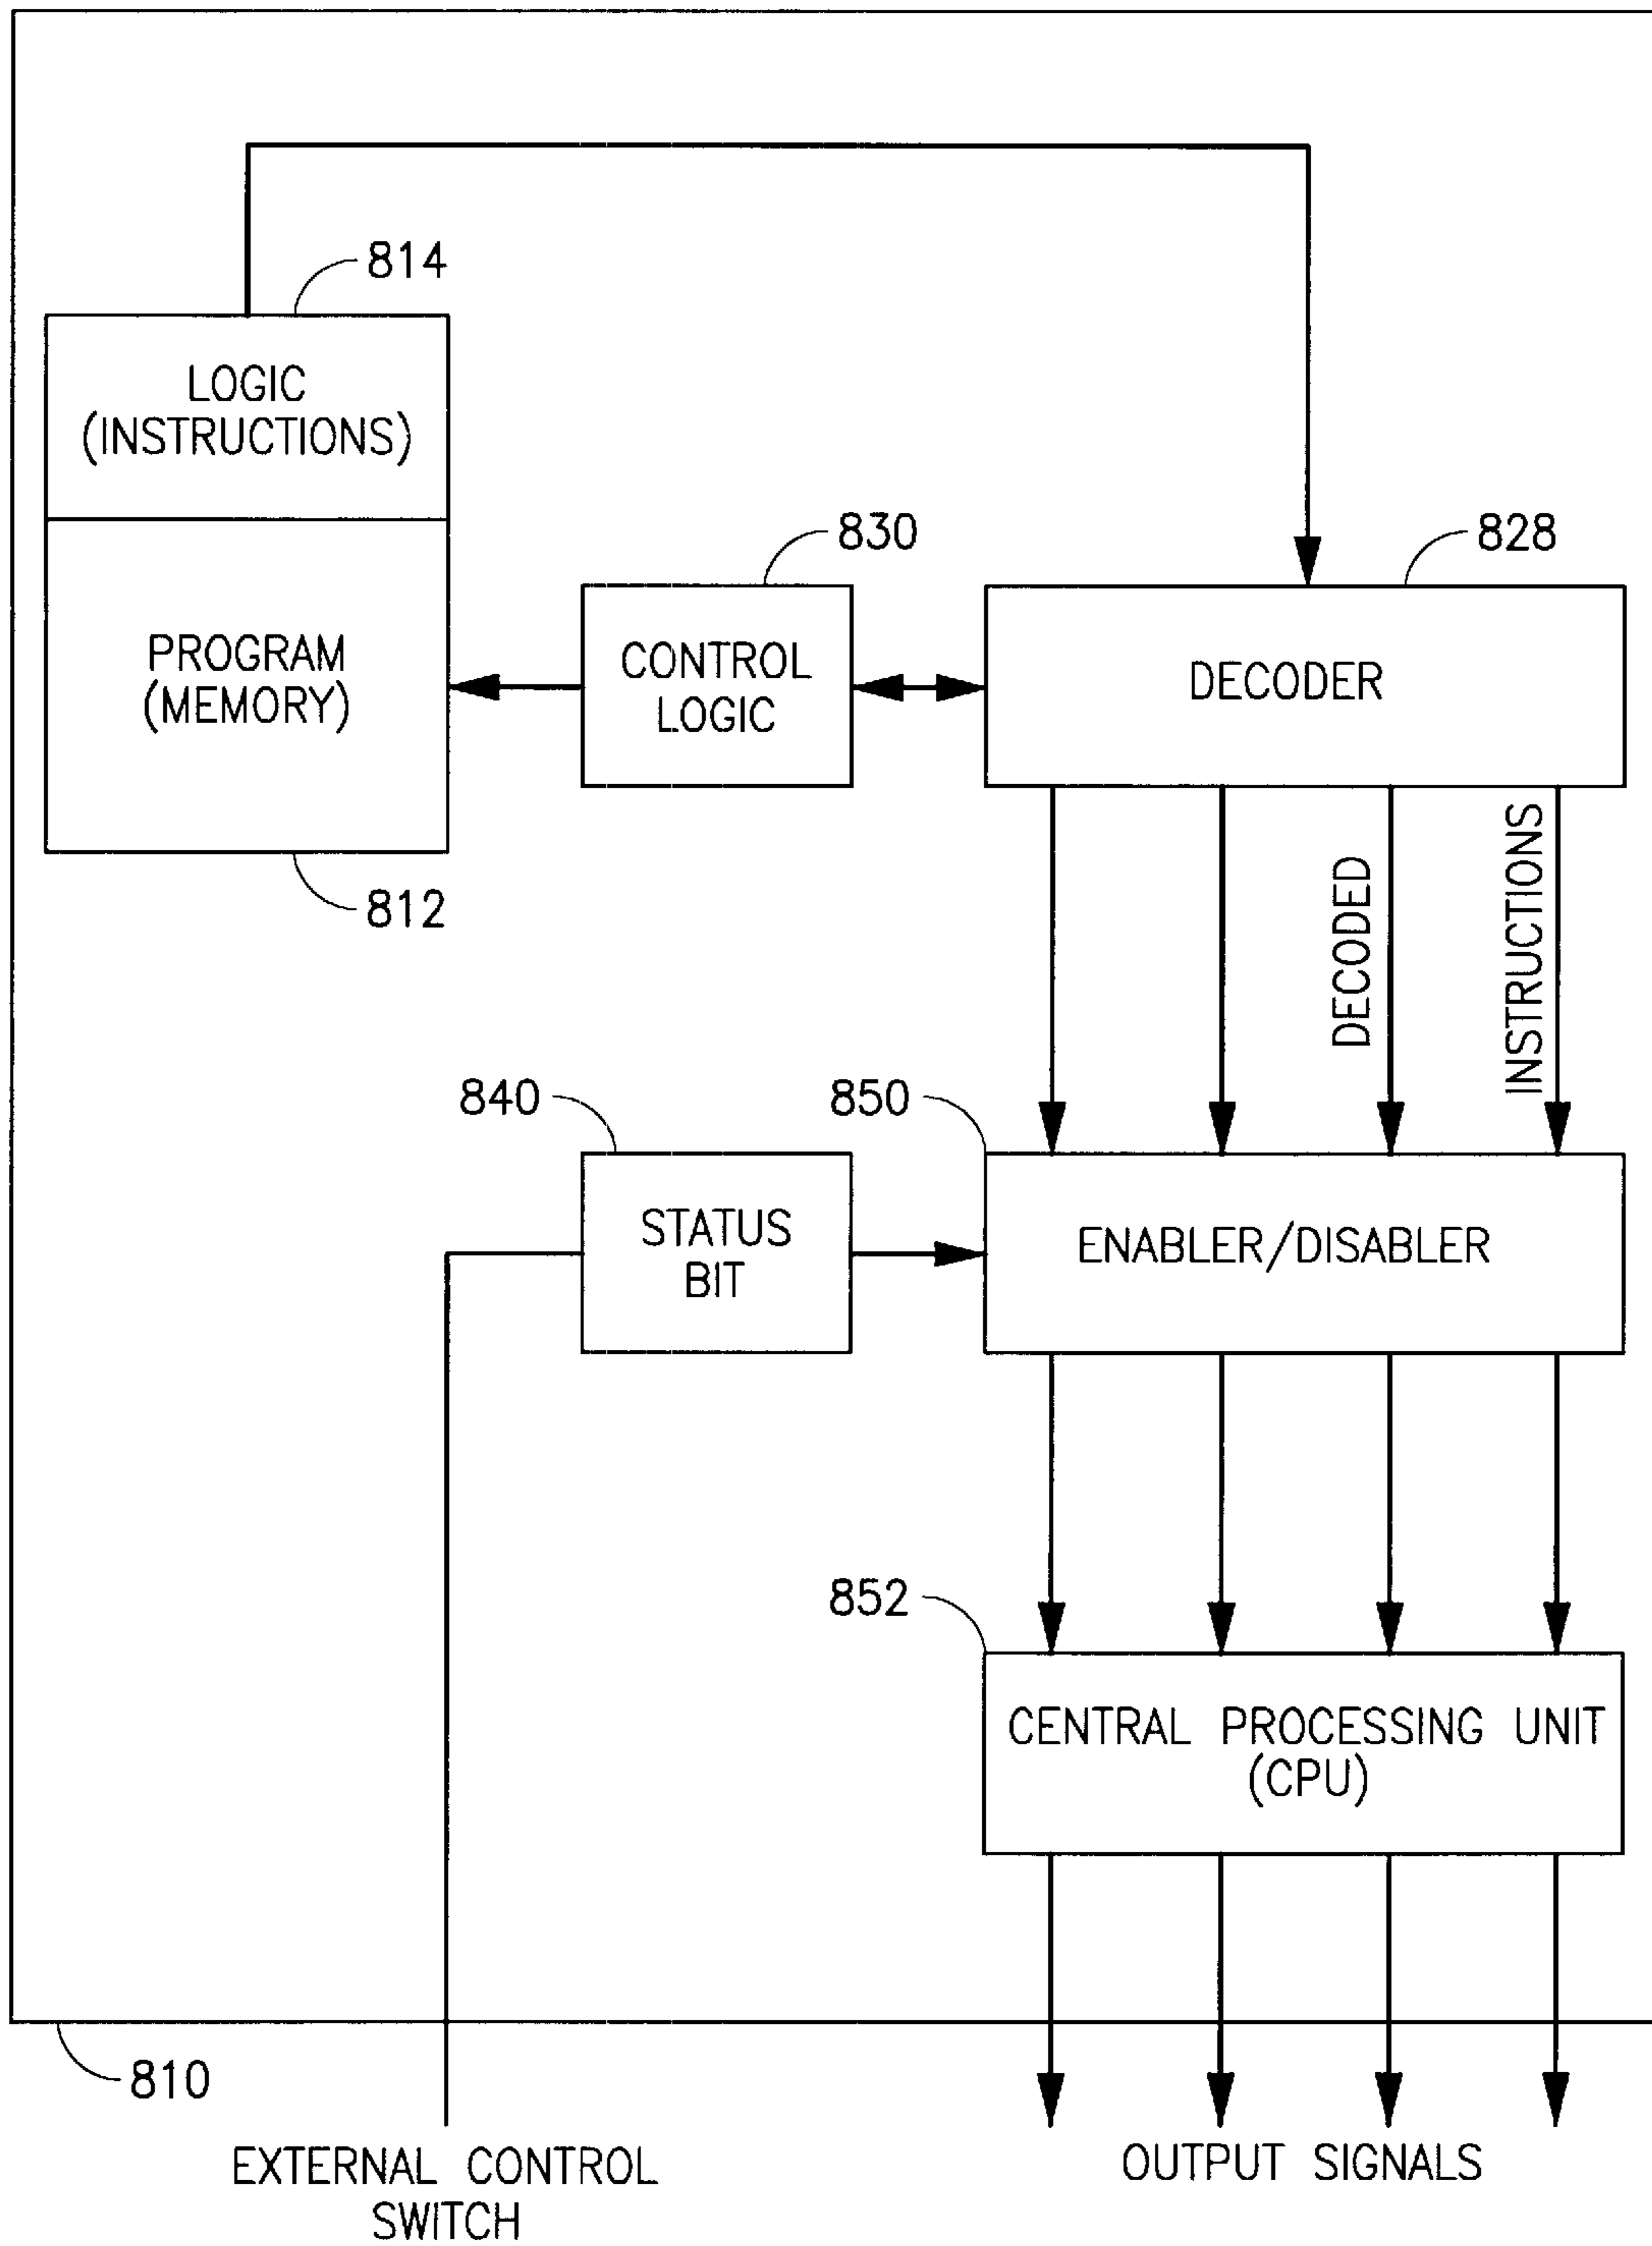 814
LOGIC
(INSTRUCTIONS)
830
828
PROGRAM
(MEMORY)
CONTROL
LOGIC
DECODER
812
DECODED
INSTRUCTIONS
840
850
STATUS
BIT
ENABLER/DISABLER
852
CENTRAL PROCESSING UNIT
(CPU)
810
EXTERNAL CONTROL
SWITCH
OUTPUT SIGNALS